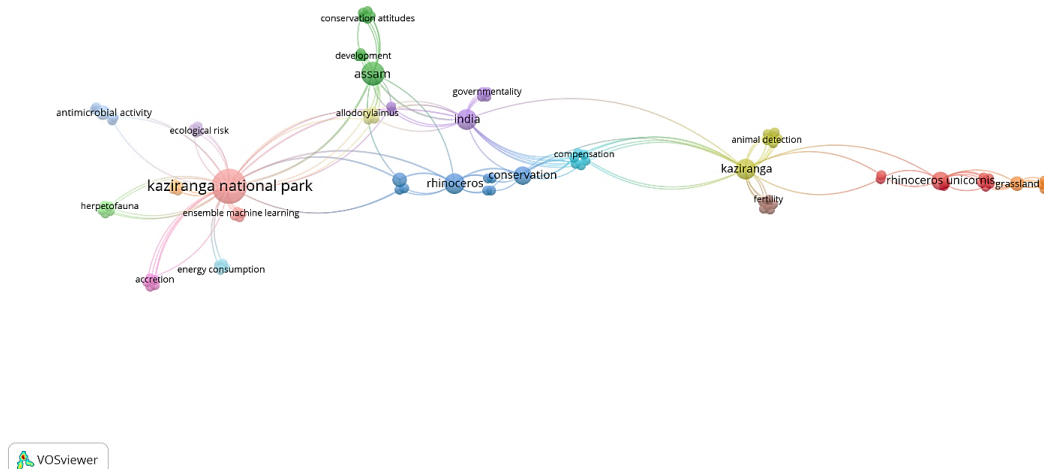 conservation attitudes
development
assam
governmentality
antimicrobial activity
allodorylaimus
india
ecological risk
animal detection
compensation
kaziranga
conservation
rhinoceros
rhinoceros unicornis
grassland
kaziranga national park
fertility
herpetofauna
ensemble machine learning
energy consumption
accretion
VOSviewer